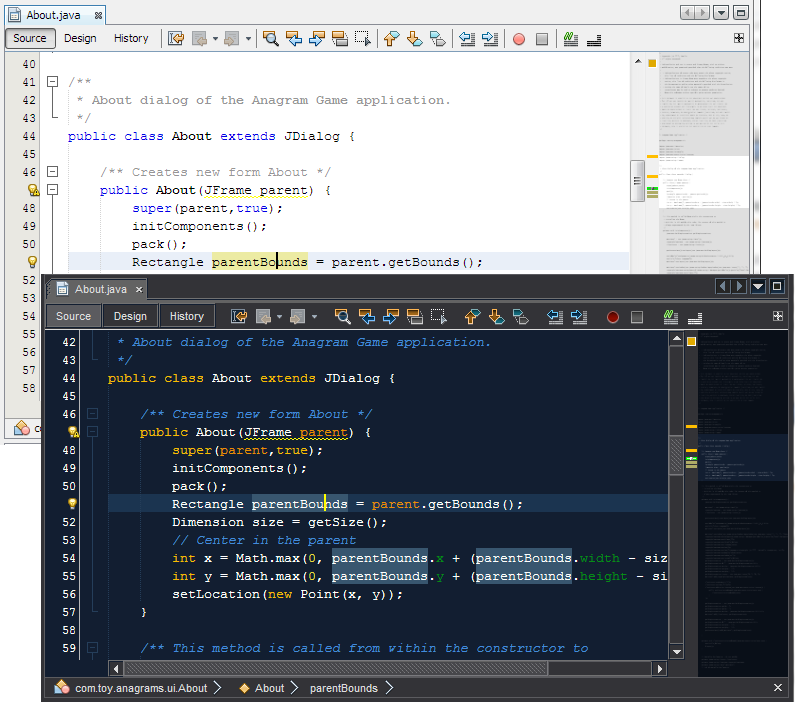 About.java
Source Design History
40
41 /**
42 * About dialog of the Anagram Game application.
43 */
44 public class About extends JDialog {
45
46 /** Creates new form About */
public About(JFrame parent) {
48 super(parent,true);
49 initComponents();
50 pack();
Rectangle parentBounds = parent.getBounds();
52
53
54
55
56
57
58
About.java
Source Design History
42 * About dialog of the Anagram Game application.
43 */
44 public class About extends JDialog {
45
46 /** Creates new form About */
public About(JFrame parent) {
48 super(parent,true);
49 initComponents();
50 pack();
Rectangle parentBounds = parent.getBounds();
52 Dimension size = getSize();
53 // Center in the parent
54 int x = Math.max(0, parentBounds.x + (parentBounds.width - siz
55 int y = Math.max(0, parentBounds.y + (parentBounds.height - si
56 setLocation(new Point(x, y));
57 }
58
59 /** This method is called from within the constructor to
com.toy.anagrams.ui.About About parentBounds